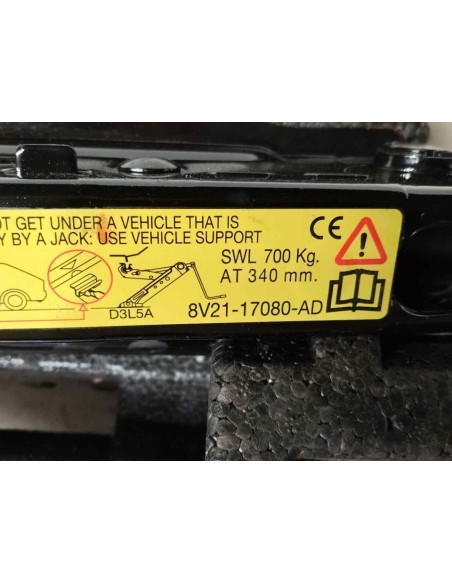 GET UNDER A VEHICLE THAT IS
BY A JACK: USE VEHICLE SUPPORT
CE
SWL 700 Kg.
AT 340 mm.
D3L5A
8V21-17080-AD